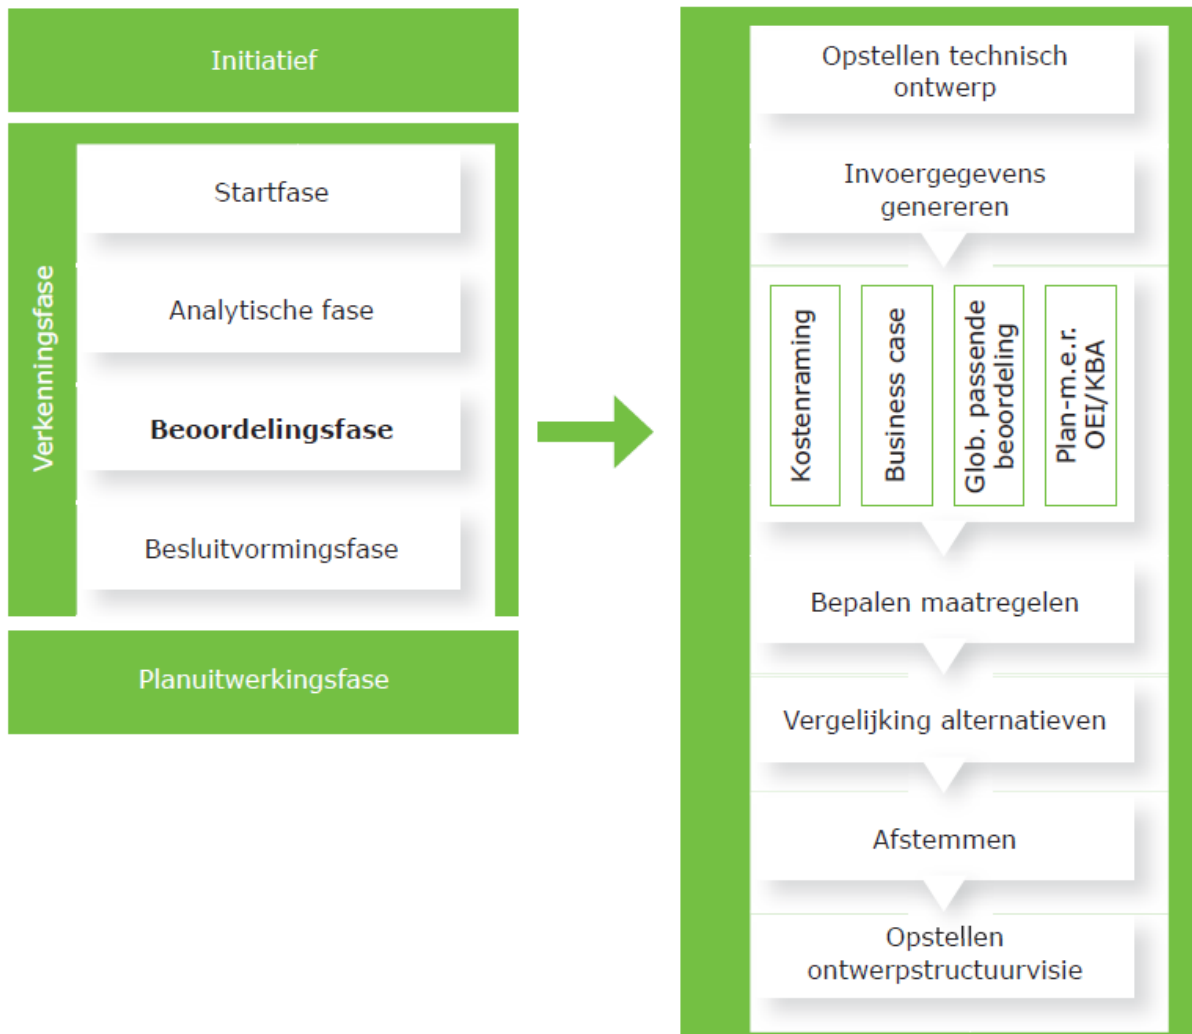 Initiatief
Verkenningsfase
Startfase
Analytische fase
Beoordelingsfase
Besluitvormingsfase
Planuitwerkingsfase
Opstellen technisch
ontwerp
Invoergegevens
genereren
Kostenraming
Business case
Glob. passende
beoordeling
Plan-m.e.r.
OEI/KBA
Bepalen maatregelen
Vergelijking alternatieven
Afstemmen
Opstellen
ontwerpstructuurvisie